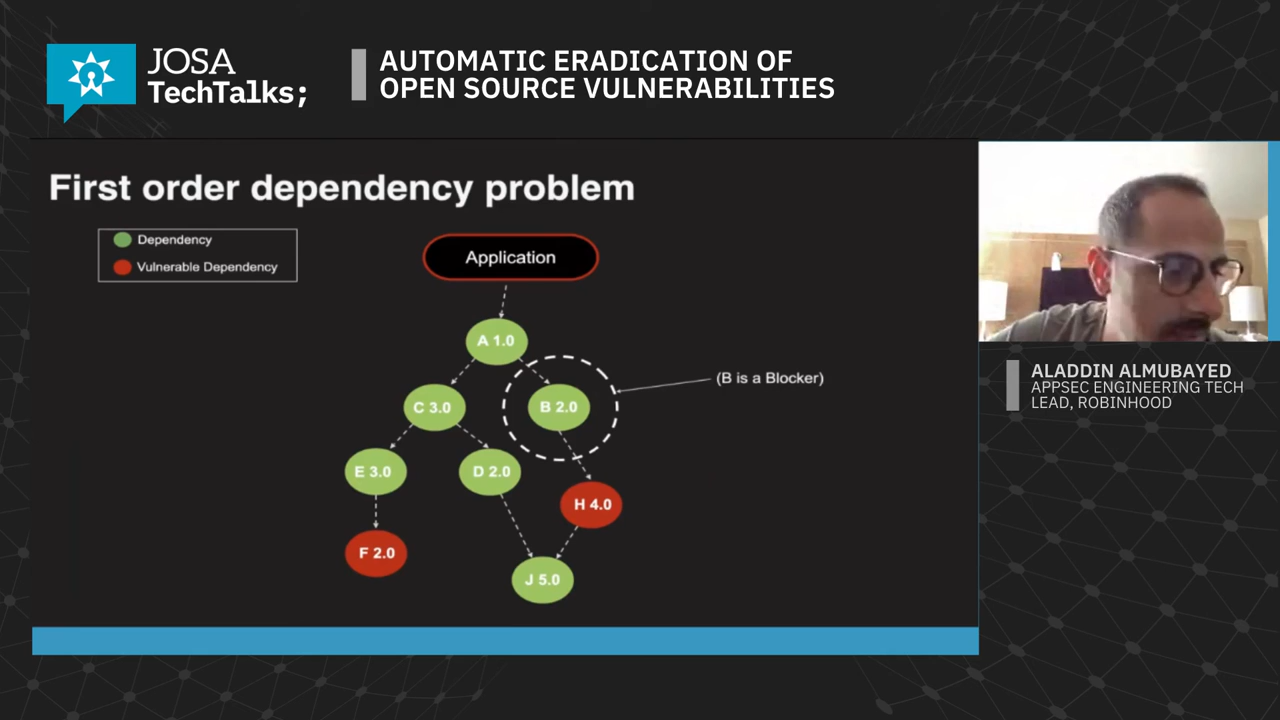 JOSA
TechTalks;
AUTOMATIC ERADICATION OF
OPEN SOURCE VULNERABILITIES
First order dependency problem
Dependency
Vulnerable Dependency
Application
A 1.0
(B is a Blocker)
C 3.0
B 2.0
E 3.0
D 2.0
H 4.0
F 2.0
J 5.0
ALADDIN ALMUBAYED
APPSEC ENGINEERING TECH
LEAD, ROBINHOOD